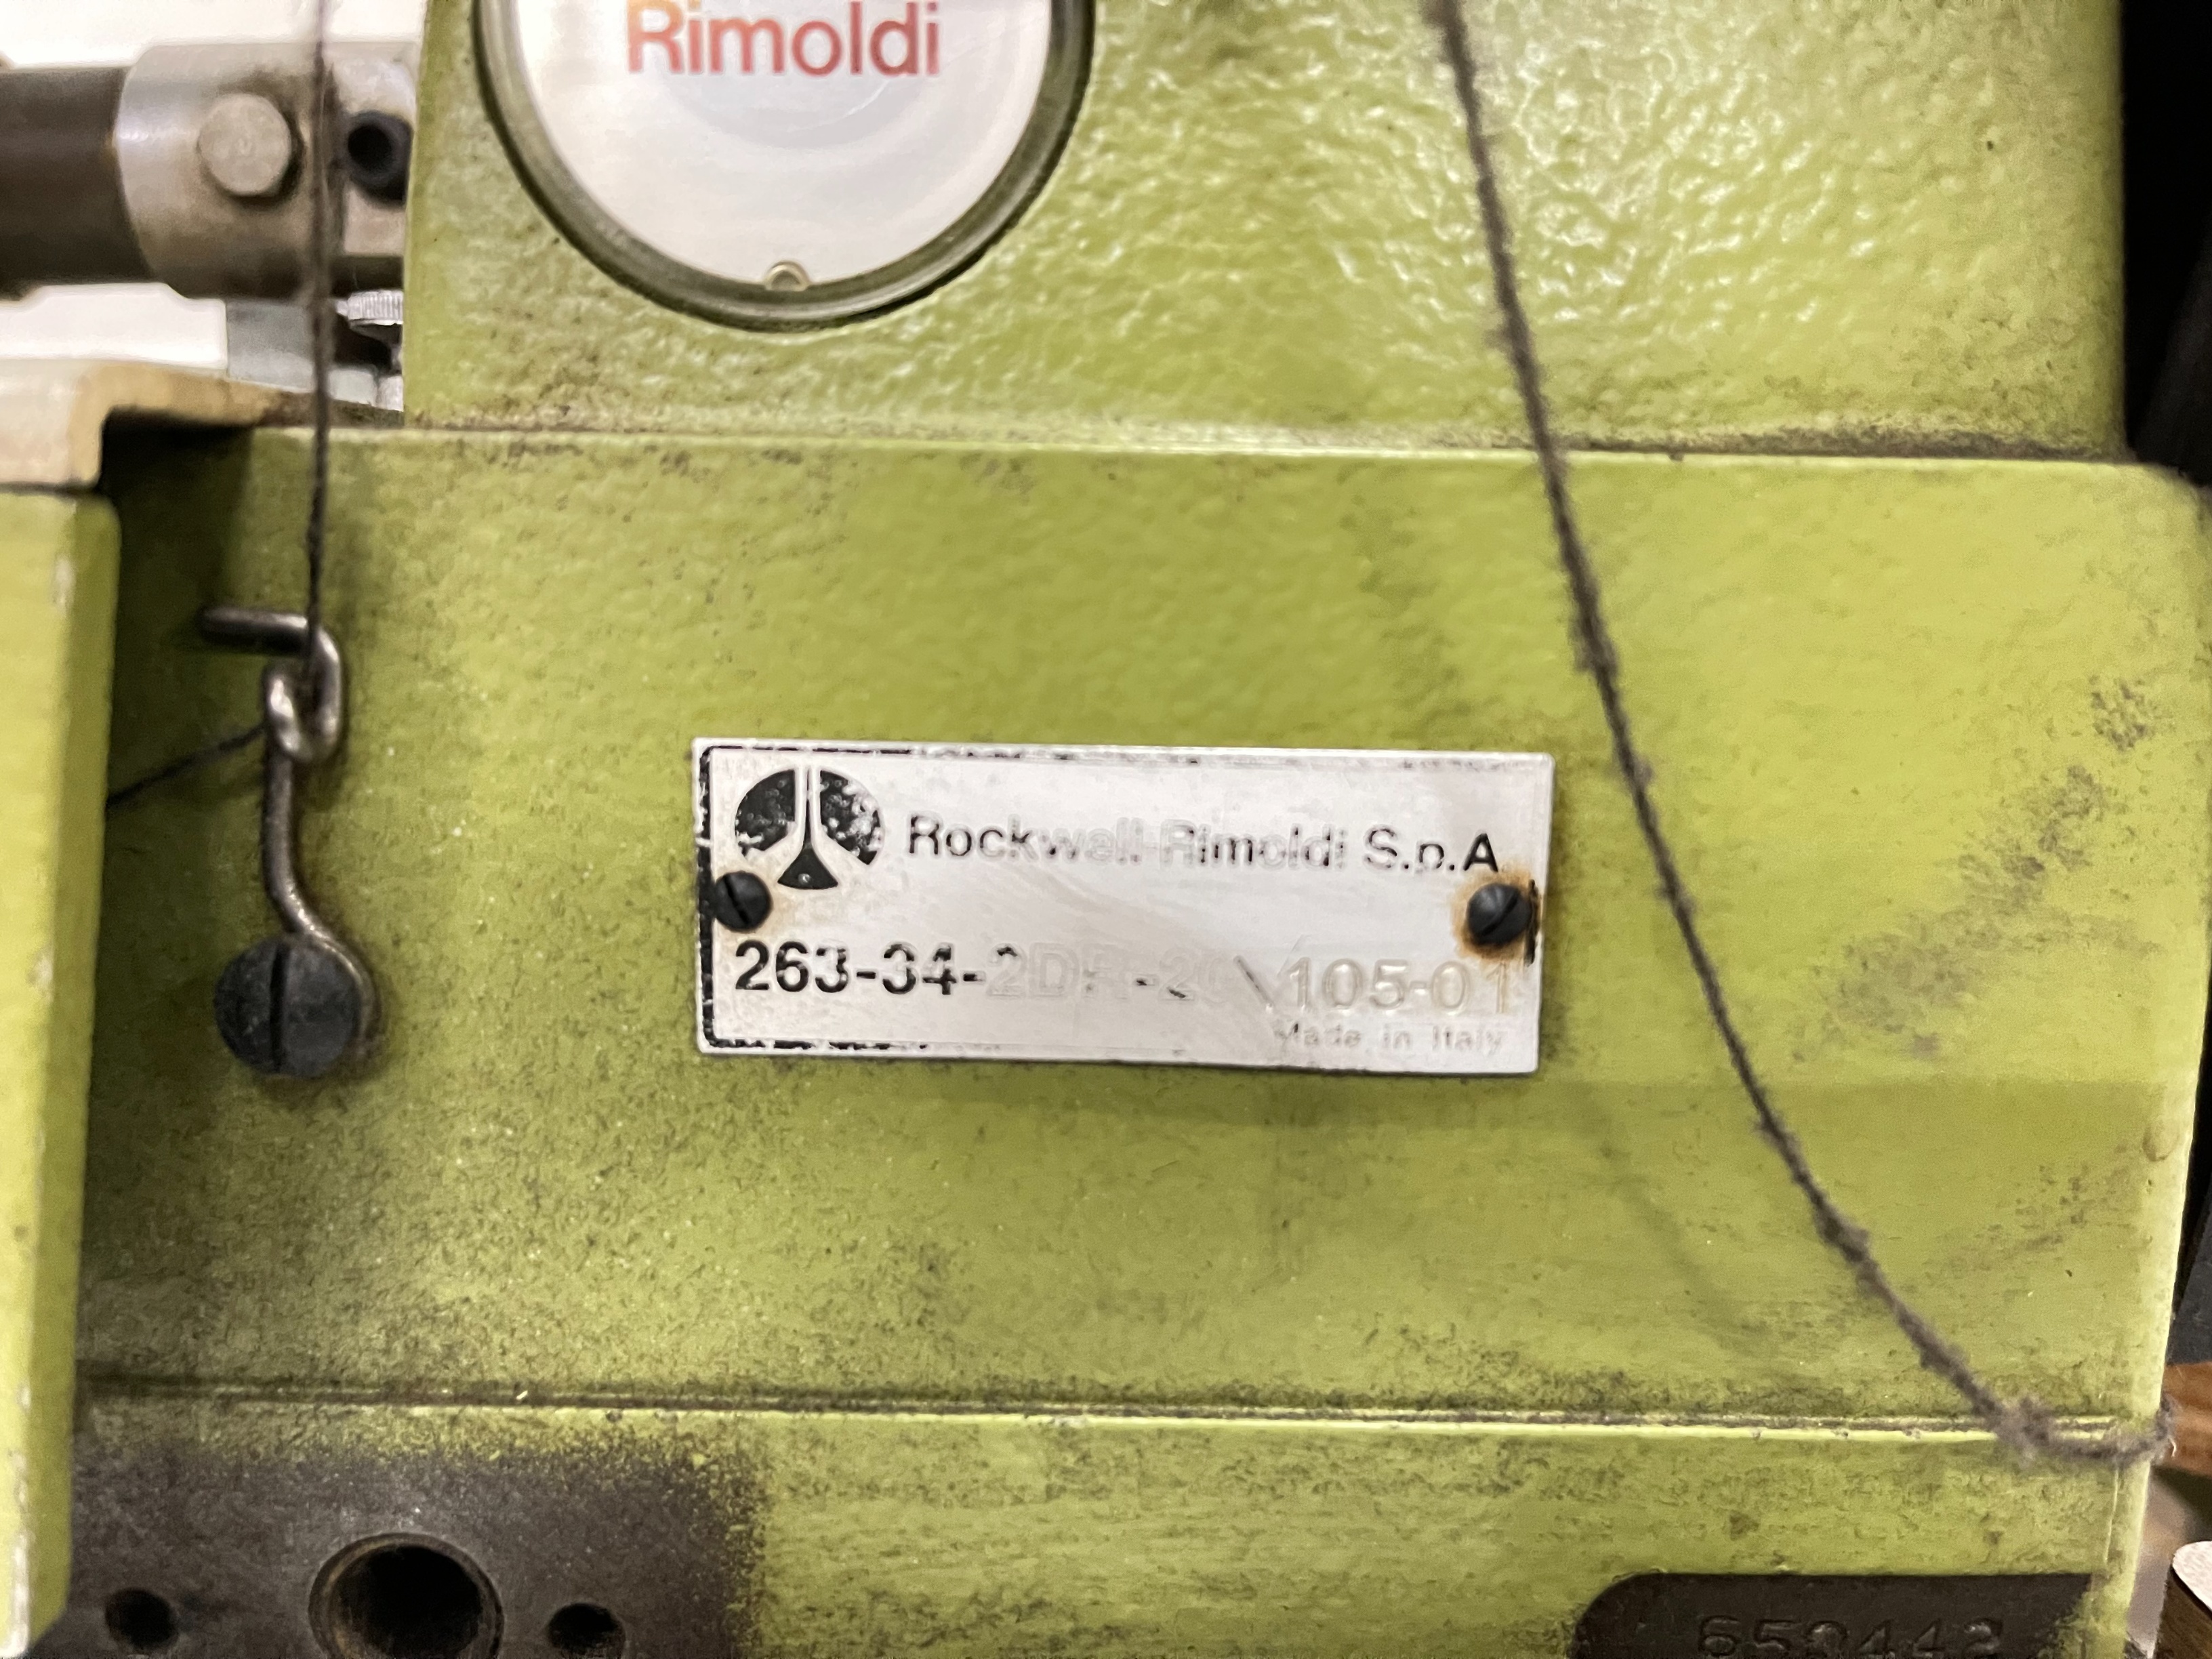 Rimoldi
Rockwell-Rimoldi S.p.A
263-34-
105-01
Made in Italy